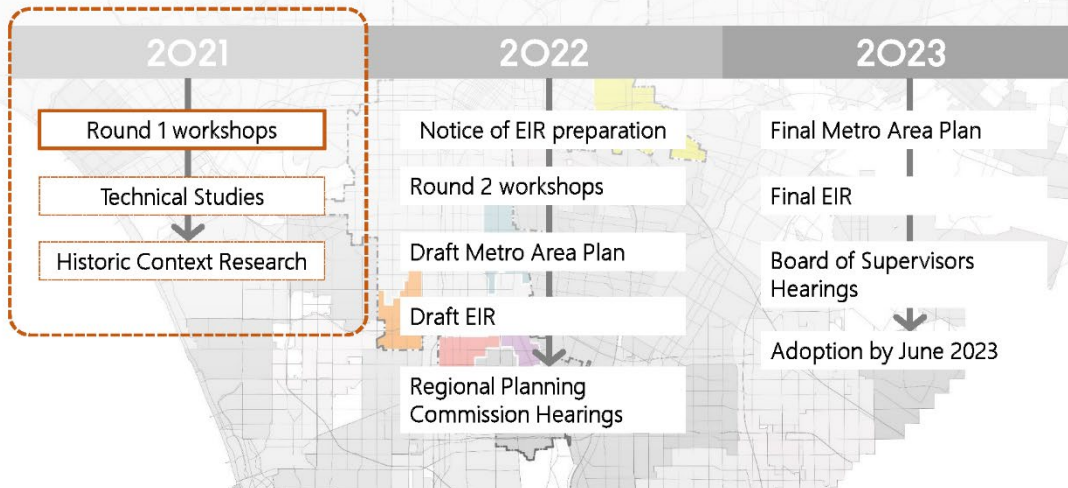 2021
Round 1 workshops
Technical Studies
Historic Context Research
2022
Notice of EIR preparation
Round 2 workshops
Draft Metro Area Plan
Draft EIR
Regional Planning
Commission Hearings
2023
Final Metro Area Plan
Final EIR
Board of Supervisors
Hearings
Adoption by June 2023